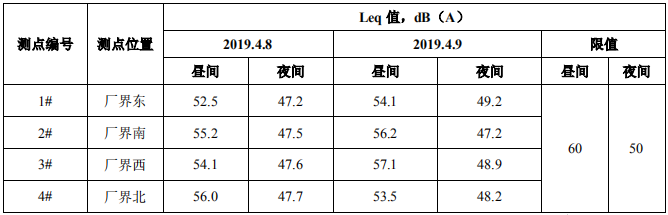 测点编号 测点位置 Leq 值，dB（A）
2019.4.8 2019.4.9 限值
昼间 夜间 昼间 夜间 昼间 夜间
1# 厂界东 52.5 47.2 54.1 49.2 60 50
2# 厂界南 55.2 47.5 56.2 47.2
3# 厂界西 54.1 47.6 57.1 48.9
4# 厂界北 56.0 47.7 53.5 48.2